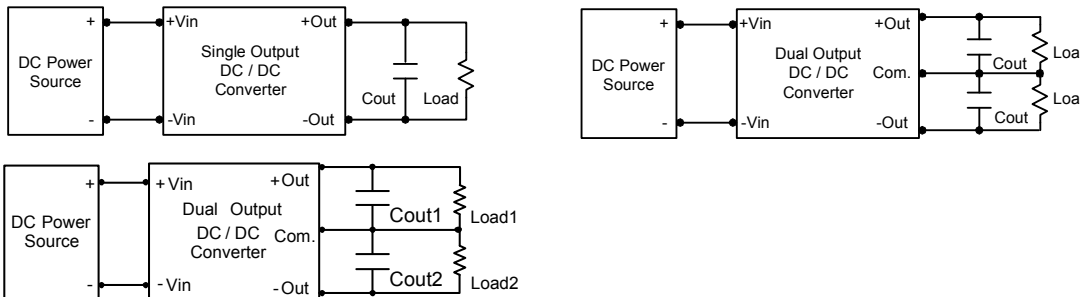 + +Vin +Out
Single Output
DC / DC
Converter
DC Power
Source
Cout Load
- -Vin -Out
+ +Vin +Out
Dual Output
DC / DC
Converter
DC Power
Source
Com.
Cout
Loa
Cout
Loa
- -Vin -Out
+ +Vin +Out
Dual Output
DC / DC
Converter
DC Power
Source
Com.
Cout1 Load1
Cout2 Load2
- -Vin -Out